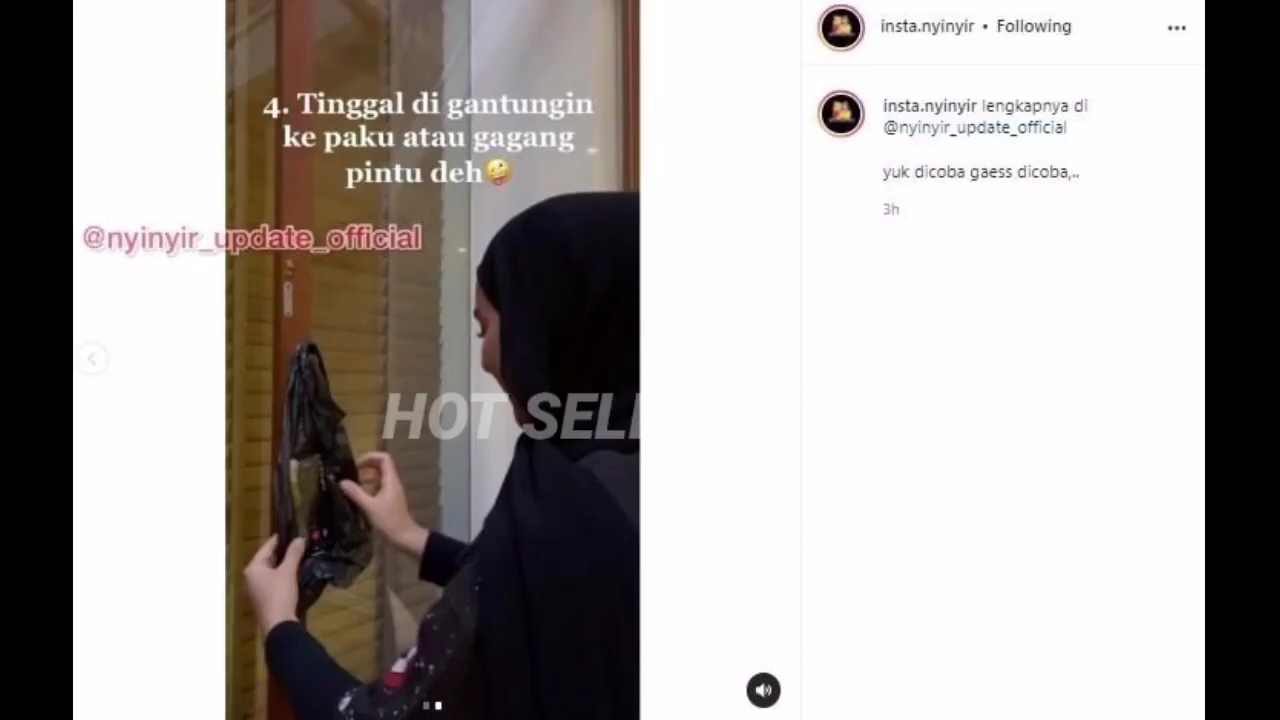 4. Tinggal di gantungin
ke paku atau gagang
pintu deh🤪
@nyinyir_update_official
HOT SEL
insta.nyinyir • Following
insta.nyinyir lengkapnya di
@nyinyir_update_official
yuk dicoba gaess dicoba,..
3h